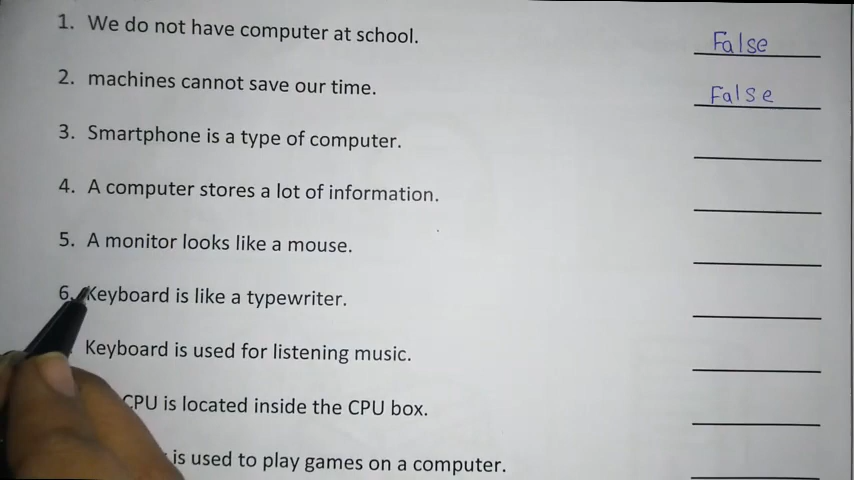 1. We do not have computer at school. False
2. machines cannot save our time. False
3. Smartphone is a type of computer.
4. A computer stores a lot of information.
5. A monitor looks like a mouse.
6. Keyboard is like a typewriter.
Keyboard is used for listening music.
CPU is located inside the CPU box.
is used to play games on a computer.